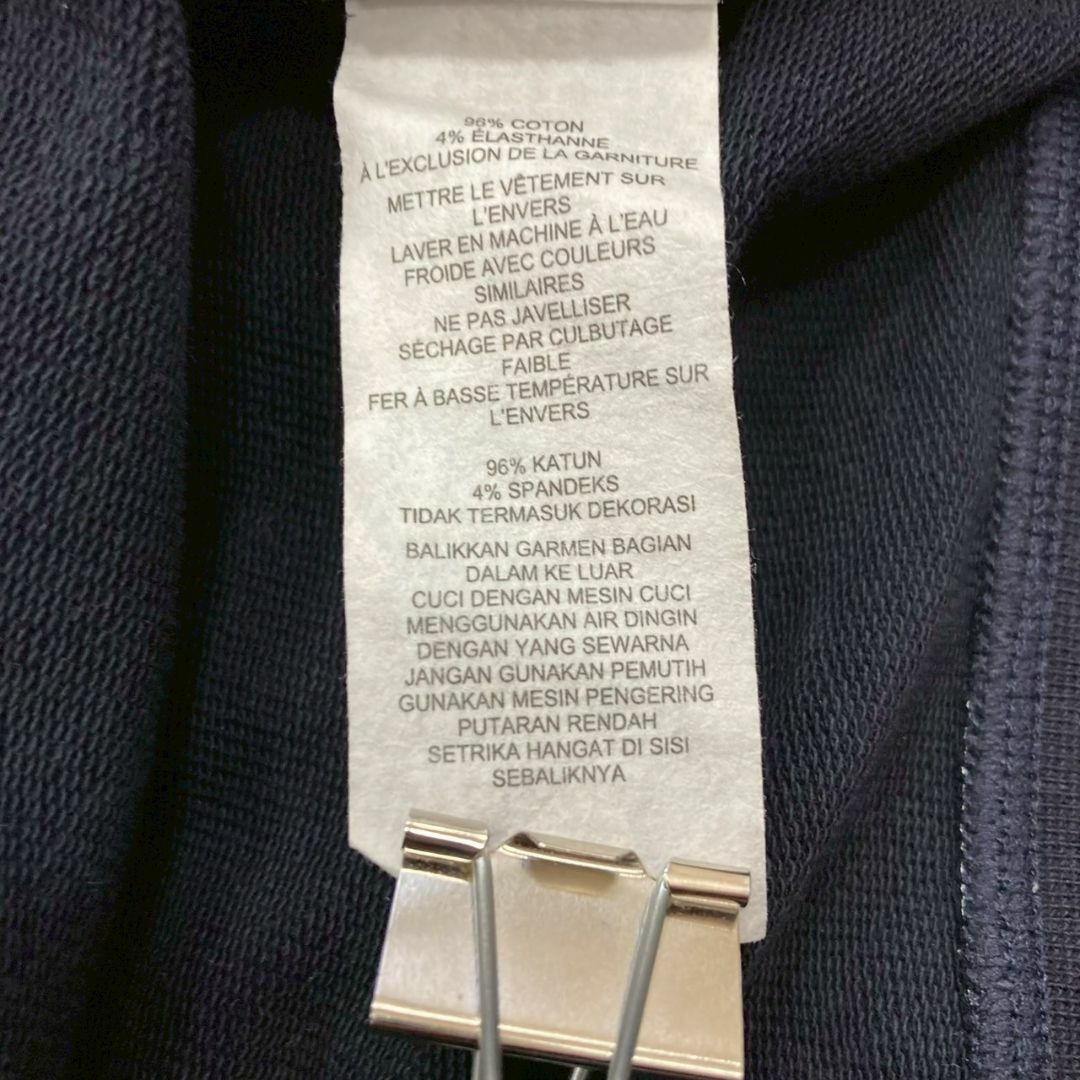 96% COTON
4% ÉLASTHANNE
À L'EXCLUSION DE LA GARNITURE
METTRE LE VÊTEMENT SUR
L'ENVERS
LAVER EN MACHINE À L'EAU
FROIDE AVEC COULEURS
SIMILAIRES
NE PAS JAVELLISER
SÉCHAGE PAR CULBUTAGE
FAIBLE
FER À BASSE TEMPÉRATURE SUR
L'ENVERS
96% KATUN
4% SPANDEKS
TIDAK TERMASUK DEKORASI
BALIKKAN GARMEN BAGIAN
DALAM KE LUAR
CUCI DENGAN MESIN CUCI
MENGGUNAKAN AIR DINGIN
DENGAN YANG SEWARNA
JANGAN GUNAKAN PEMUTIH
GUNAKAN MESIN PENGERING
PUTARAN RENDAH
SETRIKA HANGAT DI SISI
SEBALIKNYA